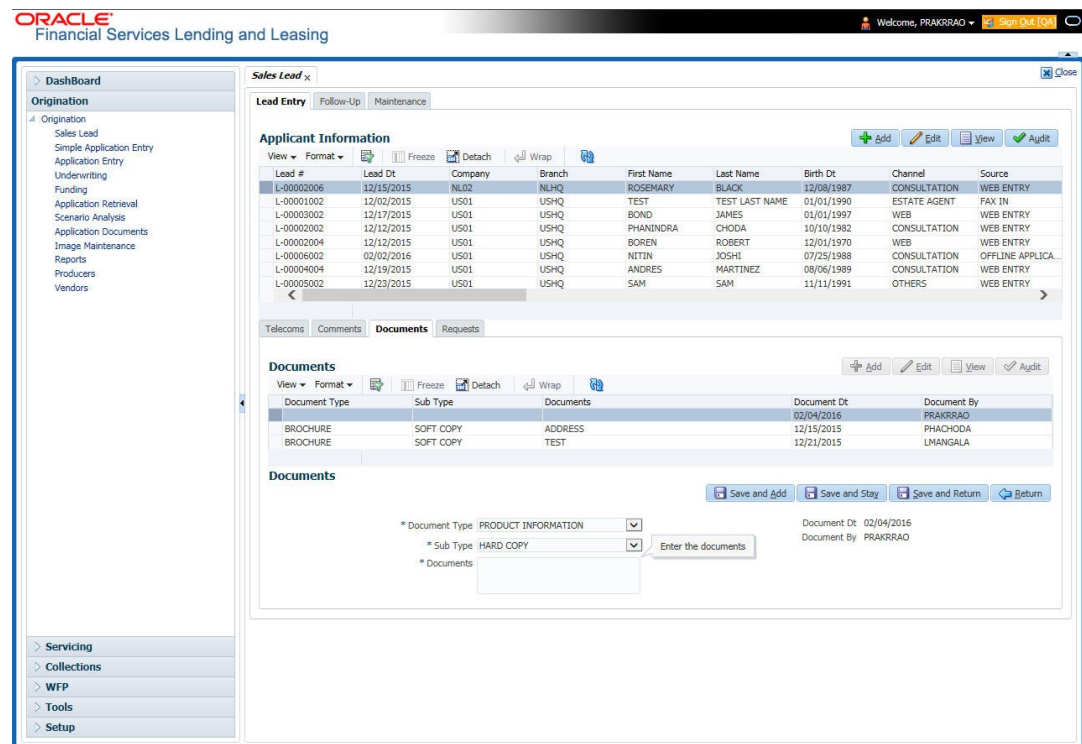 ORACLE®
Financial Services Lending and Leasing
Welcome, PRAKRRAO
Sign Out [QA]
DashBoard
Origination
Origination
Sales Lead
Simple Application Entry
Application Entry
Underwriting
Funding
Application Retrieval
Scenario Analysis
Application Documents
Image Maintenance
Reports
Producers
Vendors
Servicing
Collections
WFP
Tools
Setup
Sales Lead x
Close
Lead Entry Follow-Up Maintenance
Applicant Information
Add Edit View Audit
View Format Freeze Detach Wrap
Lead # Lead Dt Company Branch First Name Last Name Birth Dt Channel Source
L-00002006 12/15/2015 NL02 NLHQ ROSEMARY BLACK 12/08/1987 CONSULTATION WEB ENTRY
L-00001002 12/02/2015 US01 USHQ TEST TEST LAST NAME 01/01/1990 ESTATE AGENT FAX IN
L-00003002 12/17/2015 US01 USHQ BOND JAMES 01/01/1997 WEB WEB ENTRY
L-00002002 12/12/2015 US01 USHQ PHANINDRA CHODA 10/10/1982 CONSULTATION WEB ENTRY
L-00002004 12/12/2015 US01 USHQ BOREN ROBERT 12/01/1970 WEB WEB ENTRY
L-00006002 02/02/2016 US01 USHQ NITIN JOSHI 07/25/1988 CONSULTATION OFFLINE APPLICA...
L-00004004 12/19/2015 US01 USHQ ANDRES MARTINEZ 08/06/1989 CONSULTATION WEB ENTRY
L-00005002 12/23/2015 US01 USHQ SAM SAM 11/11/1991 OTHERS WEB ENTRY
Telecoms Comments Documents Requests
Documents
Add Edit View Audit
View Format Freeze Detach Wrap
Document Type Sub Type Documents Document Dt Document By
02/04/2016 PRAKRRAO
BROCHURE SOFT COPY ADDRESS 12/15/2015 PHACHODA
BROCHURE SOFT COPY TEST 12/21/2015 LMANGALA
Documents
Save and Add Save and Stay Save and Return Return
* Document Type PRODUCT INFORMATION
Document Dt 02/04/2016
* Sub Type HARD COPY
Enter the documents
Document By PRAKRRAO
* Documents